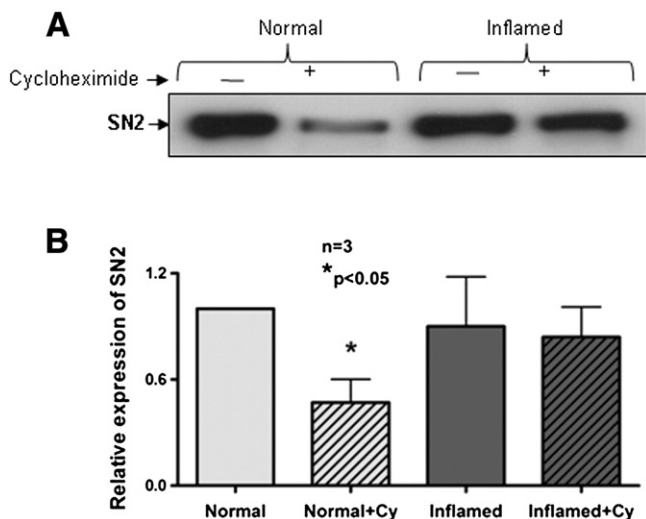 A
Normal Inflamed
Cycloheximide — + — +
SN2
B
n=3
* p<0.05
Relative expression of SN2
1.2
*
0.6
0.0
Normal Normal+Cy Inflamed Inflamed+Cy